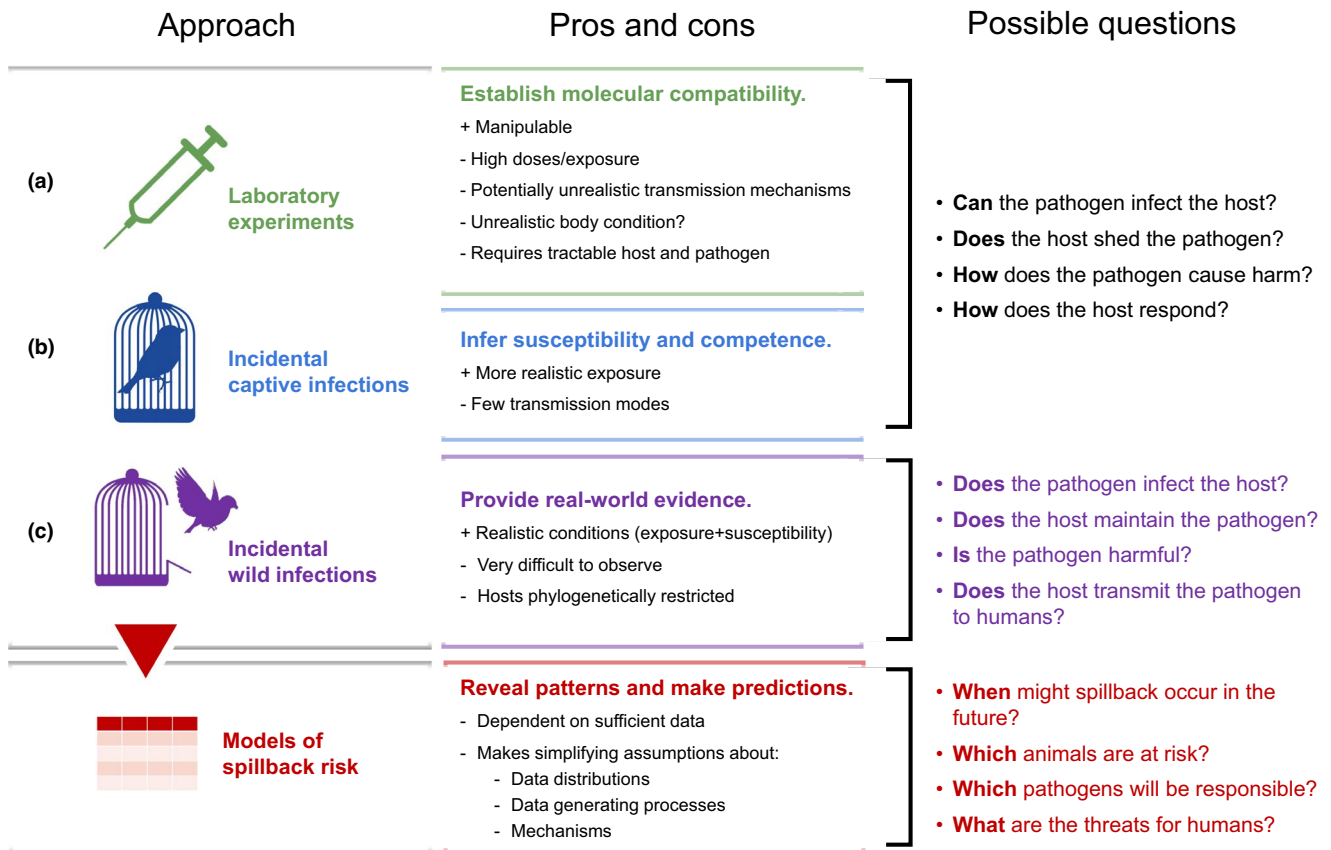 Approach
Pros and cons
Possible questions
(a)
Laboratory
experiments
Establish molecular compatibility.
+ Manipulable
- High doses/exposure
- Potentially unrealistic transmission mechanisms
- Unrealistic body condition?
- Requires tractable host and pathogen
(b)
Incidental
captive infections
Infer susceptibility and competence.
+ More realistic exposure
- Few transmission modes
• Can the pathogen infect the host?
• Does the host shed the pathogen?
• How does the pathogen cause harm?
• How does the host respond?
(c)
Incidental
wild infections
Provide real-world evidence.
+ Realistic conditions (exposure+susceptibility)
- Very difficult to observe
- Hosts phylogenetically restricted
• Does the pathogen infect the host?
• Does the host maintain the pathogen?
• Is the pathogen harmful?
• Does the host transmit the pathogen
to humans?
Models of
spillback risk
Reveal patterns and make predictions.
- Dependent on sufficient data
- Makes simplifying assumptions about:
- Data distributions
- Data generating processes
- Mechanisms
• When might spillback occur in the
future?
• Which animals are at risk?
• Which pathogens will be responsible?
• What are the threats for humans?